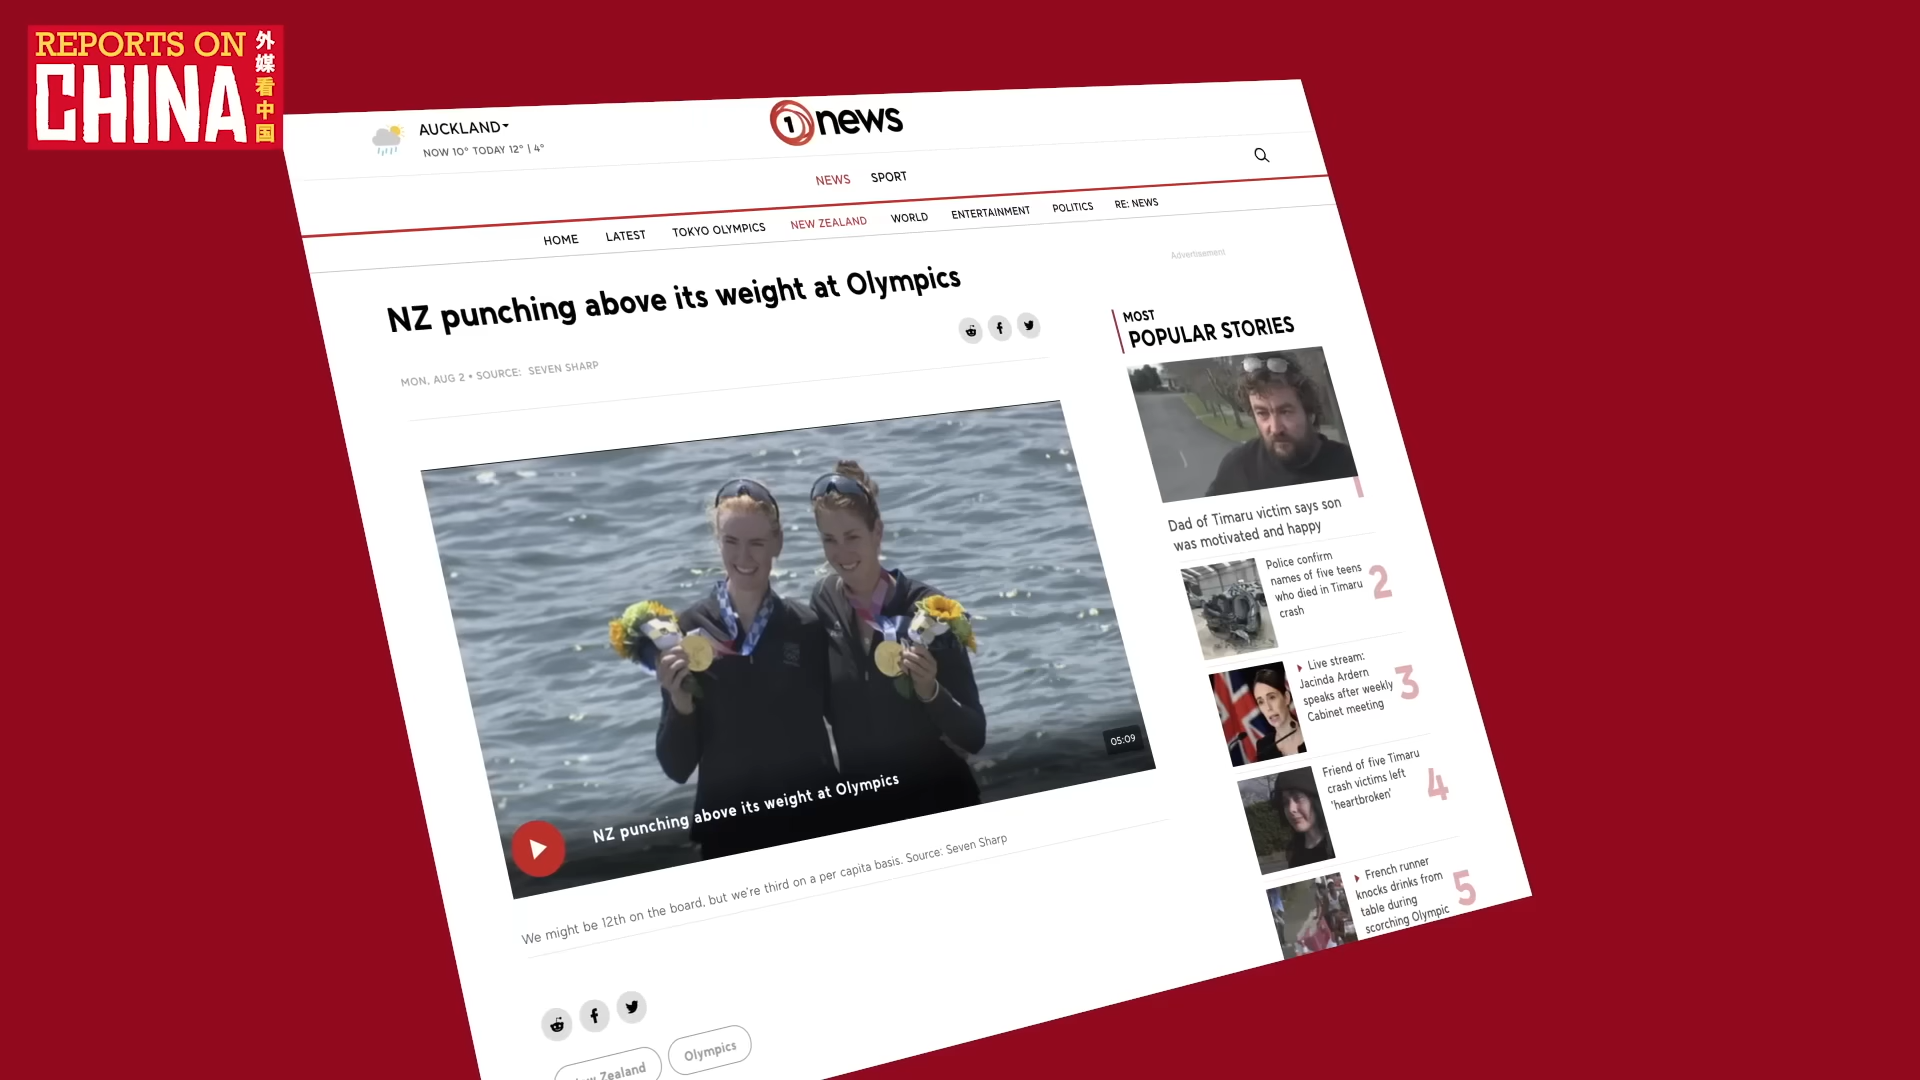 REPORTS ON
CHINA
外媒看中国
AUCKLAND
NOW 10° TODAY 12° | 4°
1 news
NEWS SPORT
HOME LATEST TOKYO OLYMPICS NEW ZEALAND WORLD ENTERTAINMENT POLITICS RE: NEWS
NZ punching above its weight at Olympics
MON, AUG 2 • SOURCE: SEVEN SHARP
05:09
NZ punching above its weight at Olympics
We might be 12th on the board, but we're third on a per capita basis. Source: Seven Sharp
Zealand
Olympics
Advertisement
MOST
POPULAR STORIES
1
Dad of Timaru victim says son
was motivated and happy
Police confirm
names of five teens
who died in Timaru
crash
2
Live stream:
Jacinda Ardern
speaks after weekly
Cabinet meeting
3
Friend of five Timaru
crash victims left
'heartbroken'
4
French runner
knocks drinks from
table during
scorching Olympic
5